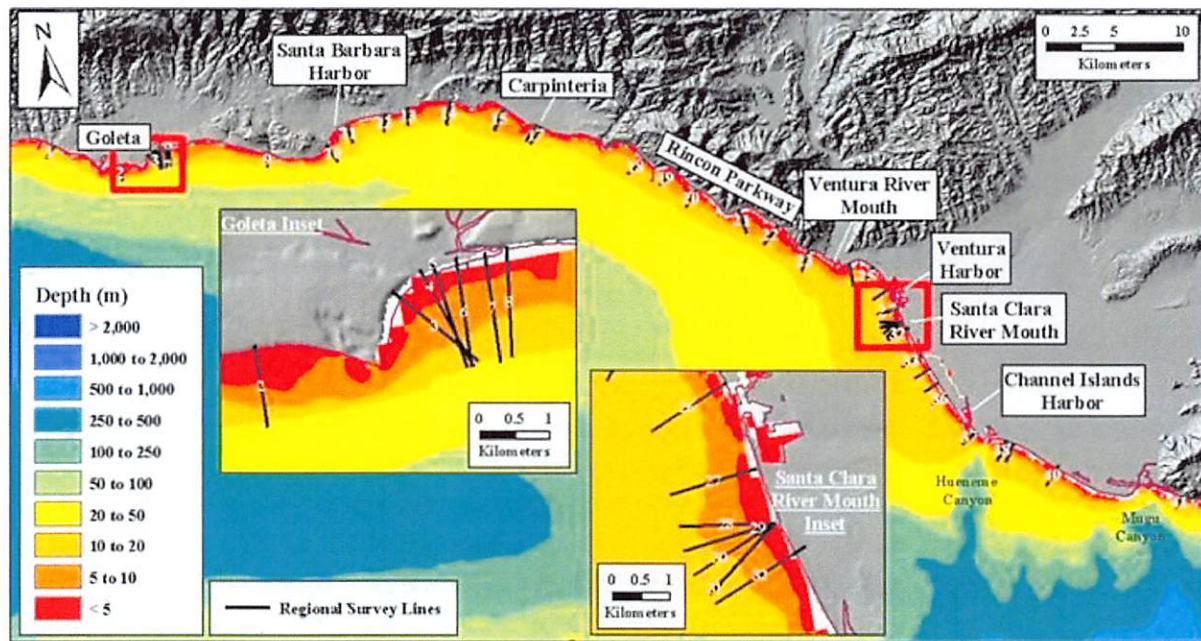 N
Santa Barbara
Harbor
Carpinteria
0 2.5 5 10
Kilometers
Goleta
Rincon Parkway
Ventura River
Mouth
Ventura
Harbor
Santa Clara
River Mouth
Channel Islands
Harbor
Hueneme
Canyon
Mugu
Canyon
Goleta Inset
0 0.5 1
Kilometers
Santa Clara
River Mouth
Inset
0 0.5 1
Kilometers
Depth (m)
> 2,000
1,000 to 2,000
500 to 1,000
250 to 500
100 to 250
50 to 100
20 to 50
10 to 20
5 to 10
< 5
Regional Survey Lines